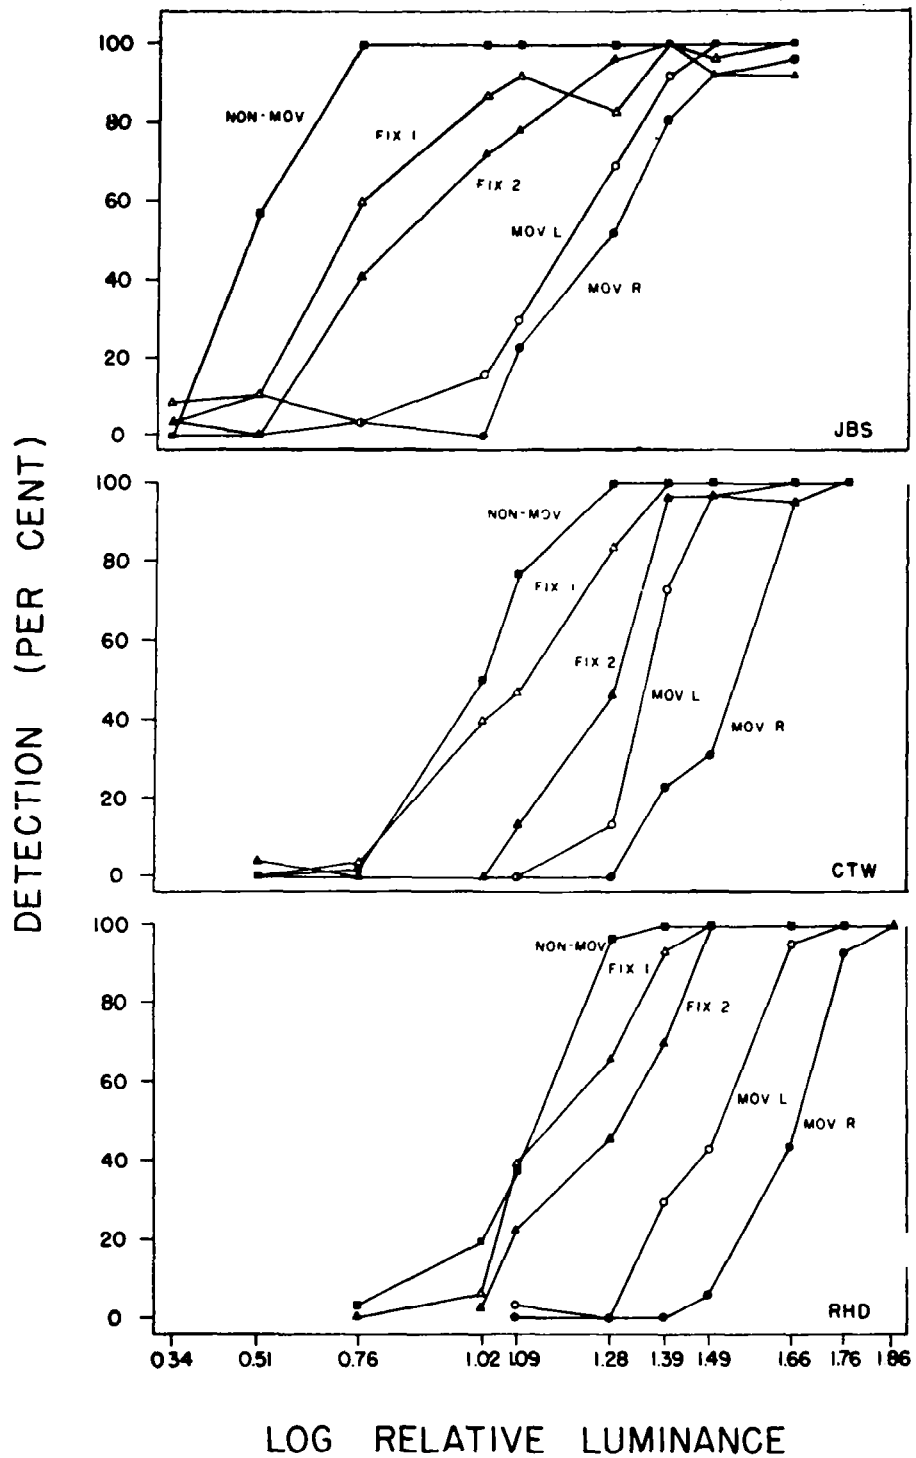 DETECTION (PER CENT)
100
80
60
40
20
0
NON-MOV
FIX 1
FIX 2
MOV L
MOV R
JBS
100
80
60
40
20
0
NON-MOV
FIX 1
FIX 2
MOV L
MOV R
CTW
100
80
60
40
20
0
NON-MOV
FIX 1
FIX 2
MOV L
MOV R
RHD
0.34 0.51 0.76 1.02 1.09 1.28 1.39 1.49 1.66 1.76 1.86
LOG RELATIVE LUMINANCE